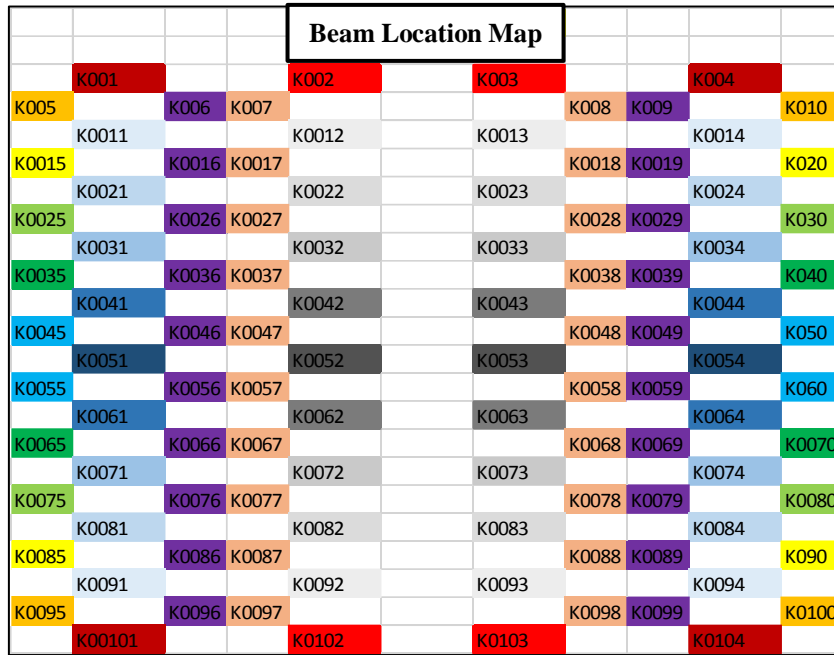 Beam Location Map
K001 K002 K003 K004
K005 K006 K007 K008 K009 K010
K0011 K0012 K0013 K0014
K0015 K0016 K0017 K0018 K0019 K020
K0021 K0022 K0023 K0024
K0025 K0026 K0027 K0028 K0029 K030
K0031 K0032 K0033 K0034
K0035 K0036 K0037 K0038 K0039 K040
K0041 K0042 K0043 K0044
K0045 K0046 K0047 K0048 K0049 K050
K0051 K0052 K0053 K0054
K0055 K0056 K0057 K0058 K0059 K060
K0061 K0062 K0063 K0064
K0065 K0066 K0067 K0068 K0069 K0070
K0071 K0072 K0073 K0074
K0075 K0076 K0077 K0078 K0079 K0080
K0081 K0082 K0083 K0084
K0085 K0086 K0087 K0088 K0089 K090
K0091 K0092 K0093 K0094
K0095 K0096 K0097 K0098 K0099 K0100
K00101 K0102 K0103 K0104